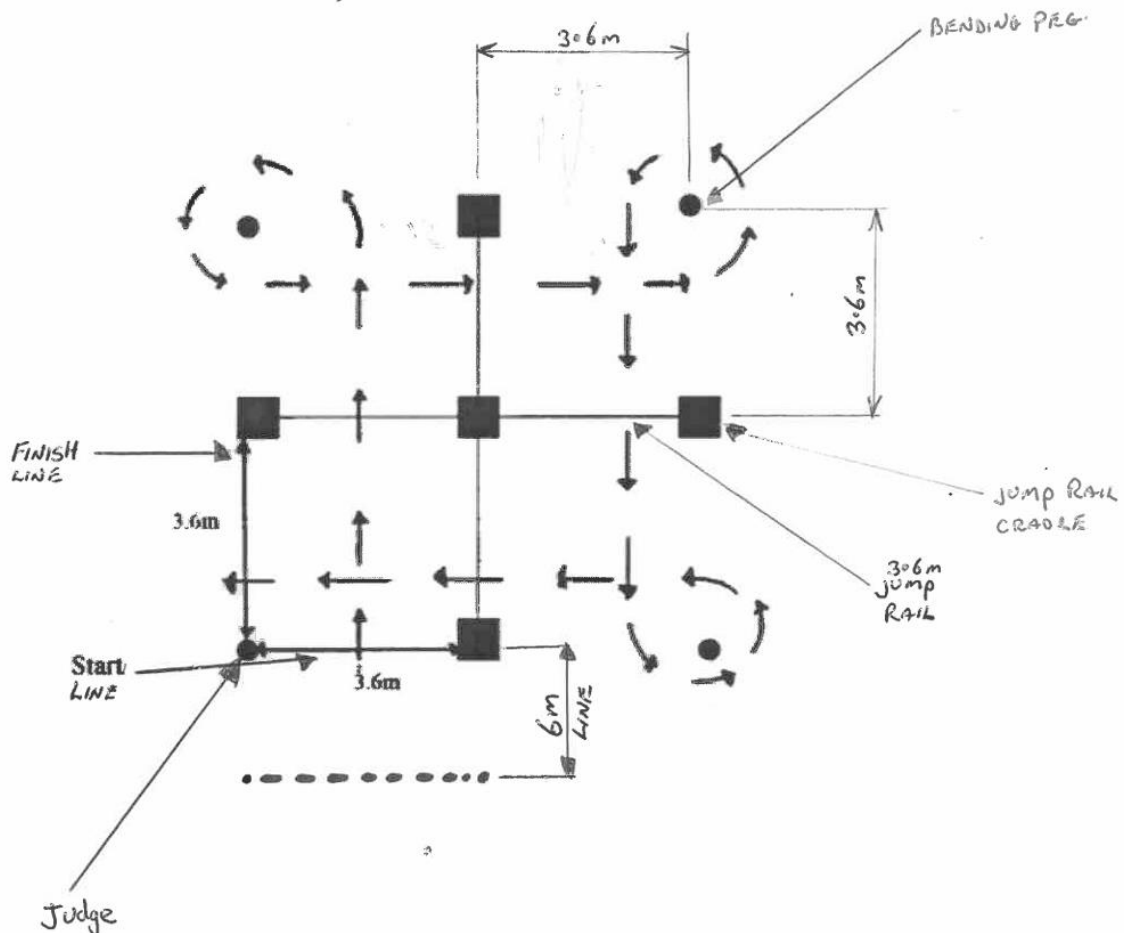 3.6m
BENDING PEG.
3.6m
FINISH
LINE
3.6m
JUMP RAIL
CRADLE
3.6m
JUMP
RAIL
Start
LINE
3.6m
6m
LINE
Judge